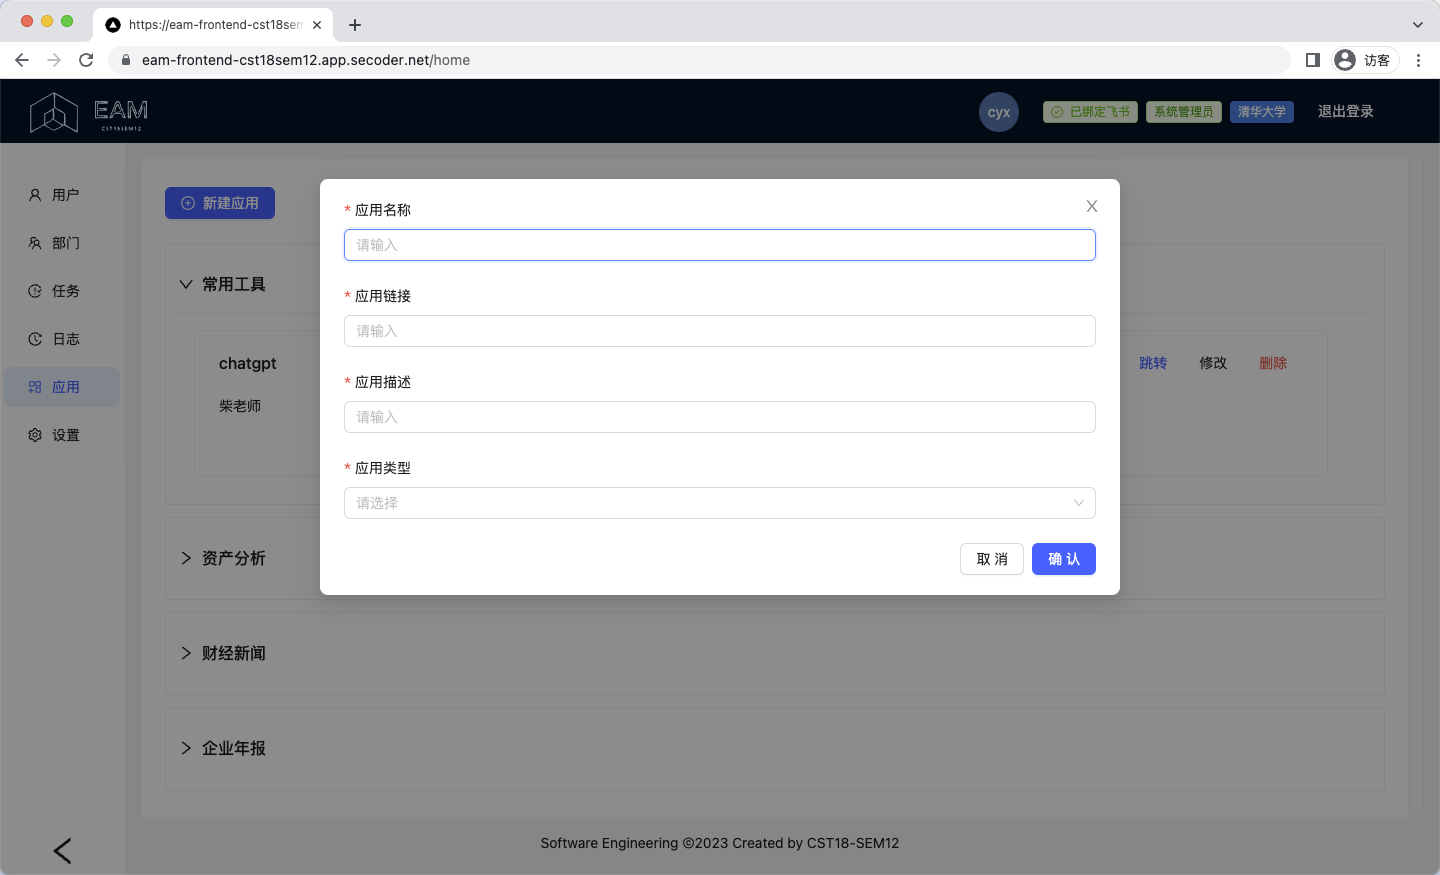 https://eam-frontend-cst18sem
eam-frontend-cst18sem12.app.secoder.net/home
访客
EAM
CST18SEM12
cyx
已绑定飞书
系统管理员
清华大学
退出登录
用户
部门
任务
日志
应用
设置
新建应用
常用工具
chatgpt
柴老师
跳转
修改
删除
资产分析
财经新闻
企业年报
* 应用名称
请输入
* 应用链接
请输入
* 应用描述
请输入
* 应用类型
请选择
取 消
确 认
Software Engineering ©2023 Created by CST18-SEM12